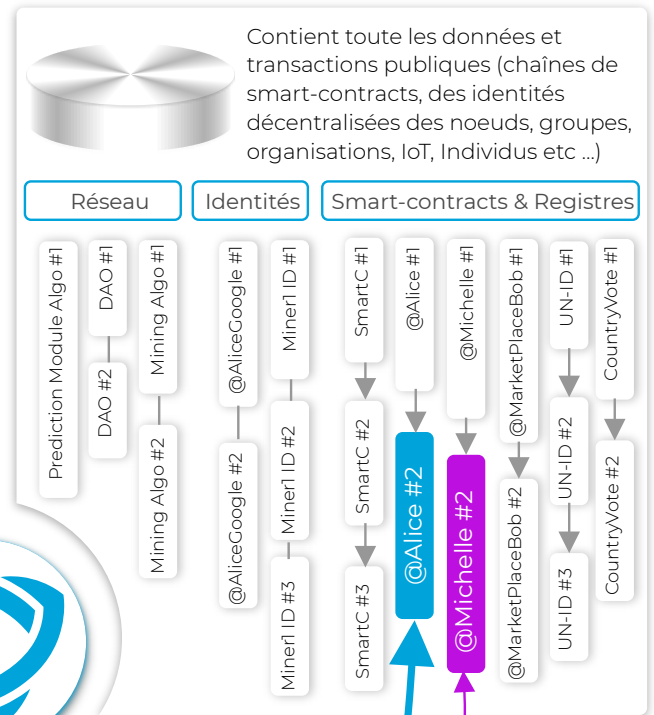 Contient toute les données et
transactions publiques (chaînes de
smart-contracts, des identités
décentralisées des noeuds, groupes,
organisations, IoT, Individus etc ...)
Réseau
Identités
Smart-contracts & Registres
Prediction Module Algo #1
DAO #1
DAO #2
Mining Algo #1
Mining Algo #2
@AliceGoogle #1
@AliceGoogle #2
Miner1 ID #1
Miner1 ID #2
Miner1 ID #3
SmartC #1
SmartC #2
SmartC #3
@Alice #1
@Alice #2
@Michelle #1
@Michelle #2
@MarketPlaceBob #1
@MarketPlaceBob #2
UN-ID #1
UN-ID #2
UN-ID #3
CountryVote #1
CountryVote #2